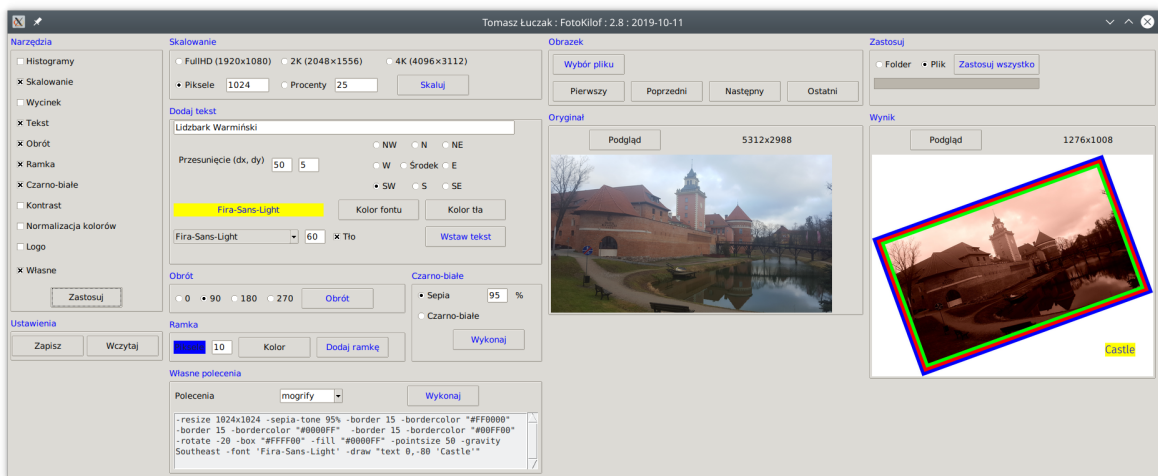 Tomasz Łuczak : FotoKilof : 2.8 : 2019-10-11
Narzędzia
Histogramy
Skalowanie
Wycinek
Tekst
Obrót
Ramka
Czarno-białe
Kontrast
Normalizacja kolorów
Logo
Własne
Zastosuj
Ustawienia
Zapisz Wczytaj
Skalowanie
FullHD (1920x1080) 2K (2048×1556) 4K (4096×3112)
Piksele 1024 Procenty 25 Skaluj
Dodaj tekst
Lidzbark Warmiński
NW N NE
Przesunięcie (dx, dy) 50 5
W Środek E
SW S SE
Fira-Sans-Light Kolor fontu Kolor tła
Fira-Sans-Light 60 Tło Wstaw tekst
Obrót
0 90 180 270 Obrót
Ramka
10 Kolor Dodaj ramkę
Czarno-białe
Sepia 95 %
Czarno-białe
Wykonaj
Własne polecenia
Polecenia mogrify Wykonaj
-resize 1024x1024 -sepia-tone 95% -border 15 -bordercolor "#FF0000"
-border 15 -bordercolor "#0000FF" -border 15 -bordercolor "#00FF00"
-rotate -20 -box "#FFFF00" -fill "#0000FF" -pointsize 50 -gravity
Southeast -font 'Fira-Sans-Light' -draw "text 0,-80 'Castle'"
Obrazek
Wybór pliku
Pierwszy Poprzedni Następny Ostatni
Oryginał
Podgląd 5312x2988
Zastosuj
Folder Plik Zastosuj wszystko
Wynik
Podgląd 1276x1008
Castle